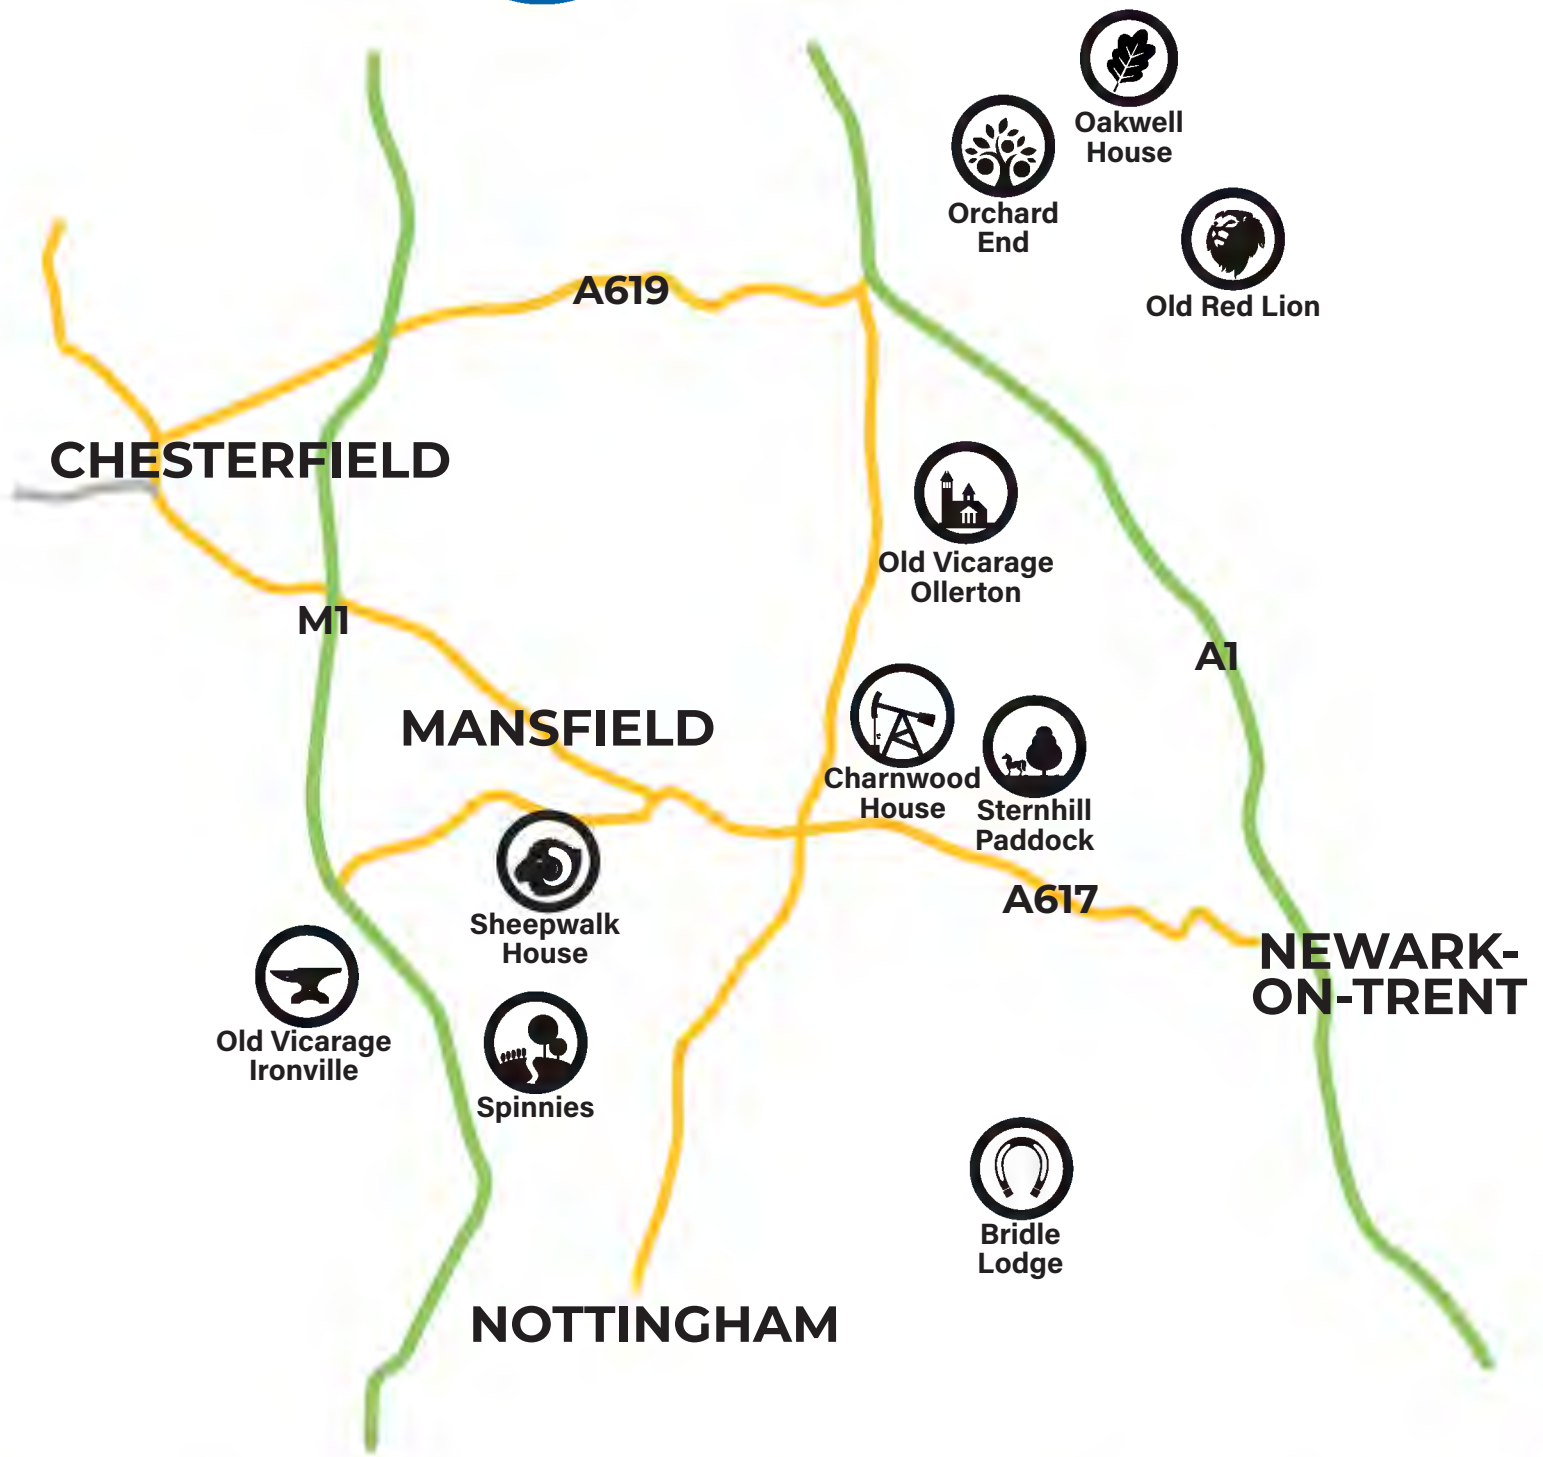 Oakwell
House
Orchard
End
Old Red Lion
A619
CHESTERFIELD
Old Vicarage
Ollerton
M1
A1
MANSFIELD
Charnwood
House
Sternhill
Paddock
A617
Sheepwalk
House
NEWARK-
ON-TRENT
Old Vicarage
Ironville
Spinnies
Bridle
Lodge
NOTTINGHAM